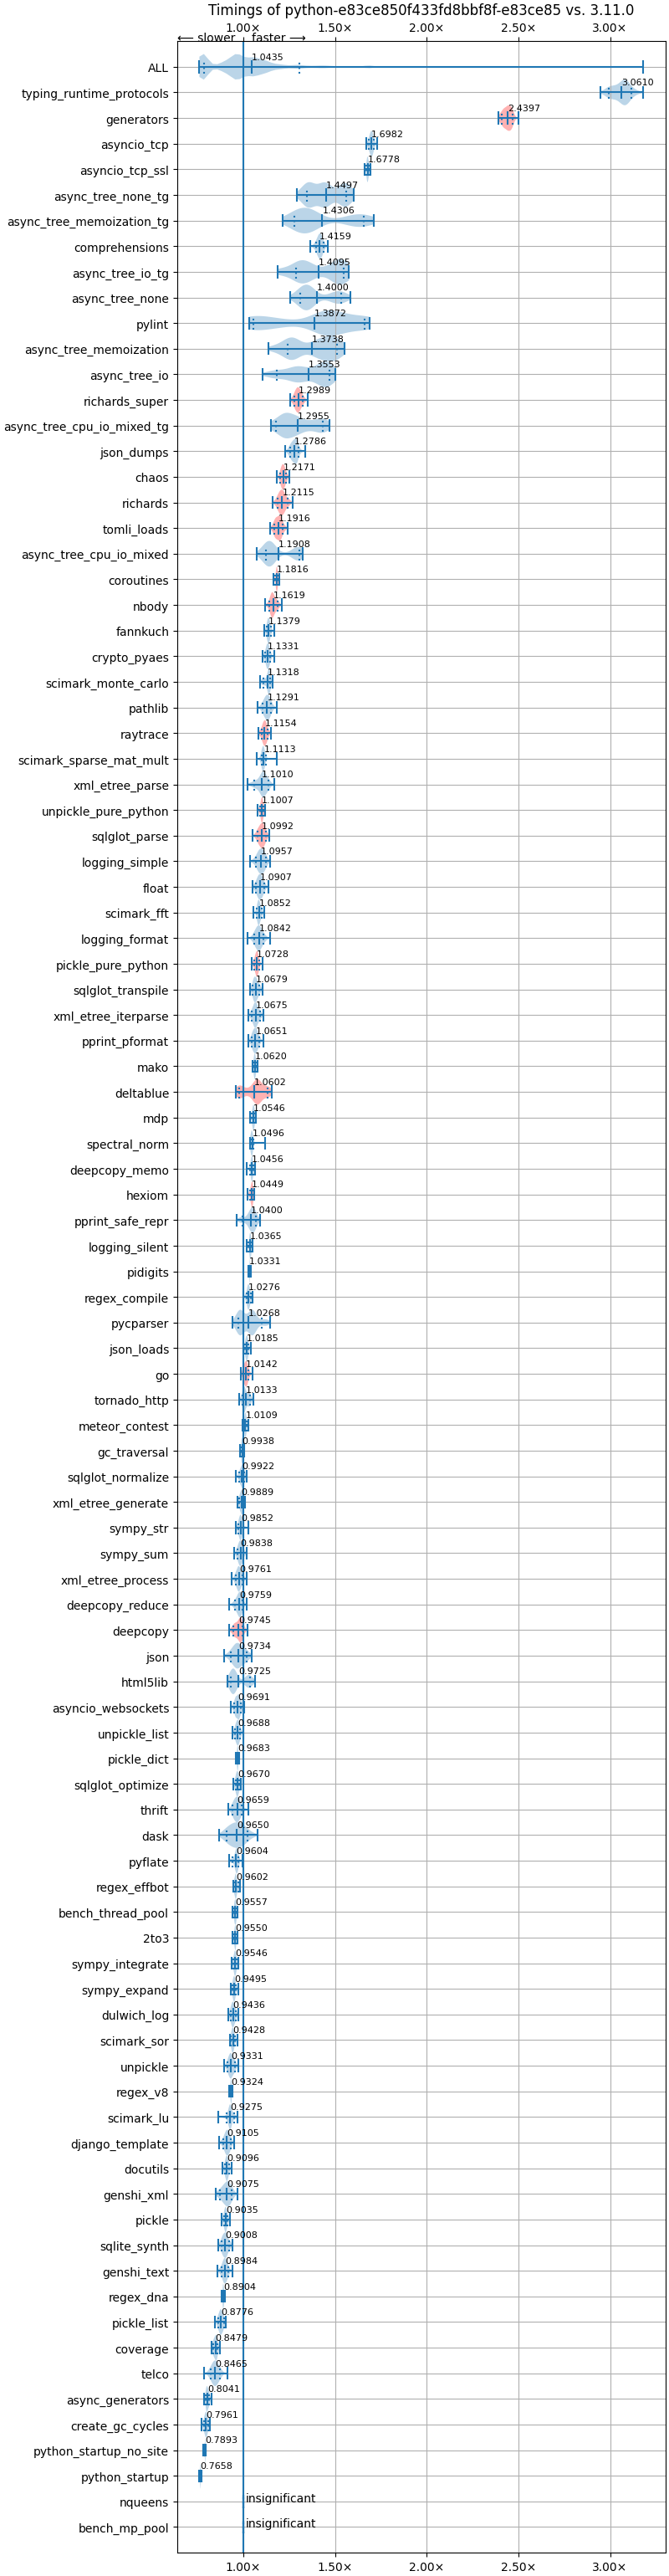 Timings of python-e83ce850f433fd8bbf8f-e83ce85 vs. 3.11.0
1.00× 1.50× 2.00× 2.50× 3.00×
⟵ slower faster ⟶
ALL 1.0435
typing_runtime_protocols 3.0610
generators 2.4397
asyncio_tcp 1.6982
asyncio_tcp_ssl 1.6778
async_tree_none_tg 1.4497
async_tree_memoization_tg 1.4306
comprehensions 1.4159
async_tree_io_tg 1.4095
async_tree_none 1.4000
pylint 1.3872
async_tree_memoization 1.3738
async_tree_io 1.3553
richards_super 1.2989
async_tree_cpu_io_mixed_tg 1.2955
json_dumps 1.2786
chaos 1.2171
richards 1.2115
tomli_loads 1.1916
async_tree_cpu_io_mixed 1.1908
coroutines 1.1816
nbody 1.1619
fannkuch 1.1379
crypto_pyaes 1.1331
scimark_monte_carlo 1.1318
pathlib 1.1291
raytrace 1.1154
scimark_sparse_mat_mult 1.1113
xml_etree_parse 1.1010
unpickle_pure_python 1.1007
sqlglot_parse 1.0992
logging_simple 1.0957
float 1.0907
scimark_fft 1.0852
logging_format 1.0842
pickle_pure_python 1.0728
sqlglot_transpile 1.0679
xml_etree_iterparse 1.0675
pprint_pformat 1.0651
mako 1.0620
deltablue 1.0602
mdp 1.0546
spectral_norm 1.0496
deepcopy_memo 1.0456
hexiom 1.0449
pprint_safe_repr 1.0400
logging_silent 1.0365
pidigits 1.0331
regex_compile 1.0276
pycparser 1.0268
json_loads 1.0185
go 1.0142
tornado_http 1.0133
meteor_contest 1.0109
gc_traversal 0.9938
sqlglot_normalize 0.9922
xml_etree_generate 0.9889
sympy_str 0.9852
sympy_sum 0.9838
xml_etree_process 0.9761
deepcopy_reduce 0.9759
deepcopy 0.9745
json 0.9734
html5lib 0.9725
asyncio_websockets 0.9691
unpickle_list 0.9688
pickle_dict 0.9683
sqlglot_optimize 0.9670
thrift 0.9659
dask 0.9650
pyflate 0.9604
regex_effbot 0.9602
bench_thread_pool 0.9557
2to3 0.9550
sympy_integrate 0.9546
sympy_expand 0.9495
dulwich_log 0.9436
scimark_sor 0.9428
unpickle 0.9331
regex_v8 0.9324
scimark_lu 0.9275
django_template 0.9105
docutils 0.9096
genshi_xml 0.9075
pickle 0.9035
sqlite_synth 0.9008
genshi_text 0.8984
regex_dna 0.8904
pickle_list 0.8776
coverage 0.8479
telco 0.8465
async_generators 0.8041
create_gc_cycles 0.7961
python_startup_no_site 0.7893
python_startup 0.7658
nqueens insignificant
bench_mp_pool insignificant
1.00× 1.50× 2.00× 2.50× 3.00×